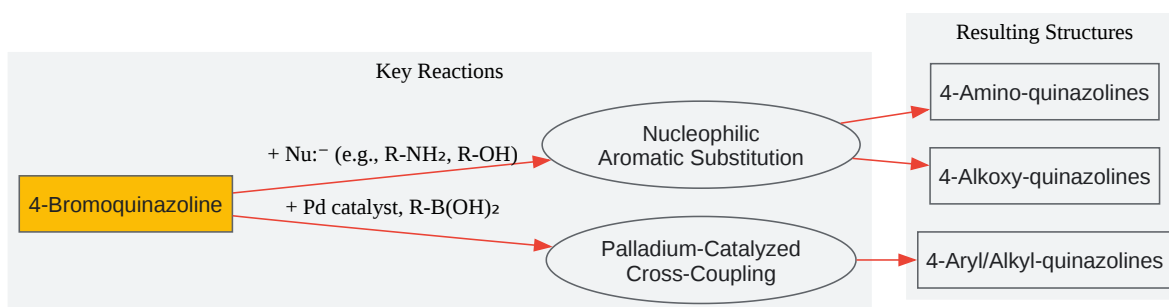 Resulting Structures
Key Reactions
4-Amino-quinazolines
Nucleophilic
Aromatic Substitution
+ Nu:⁻ (e.g., R-NH₂, R-OH)
4-Alkoxy-quinazolines
4-Bromoquinazoline
+ Pd catalyst, R-B(OH)₂
Palladium-Catalyzed
Cross-Coupling
4-Aryl/Alkyl-quinazolines